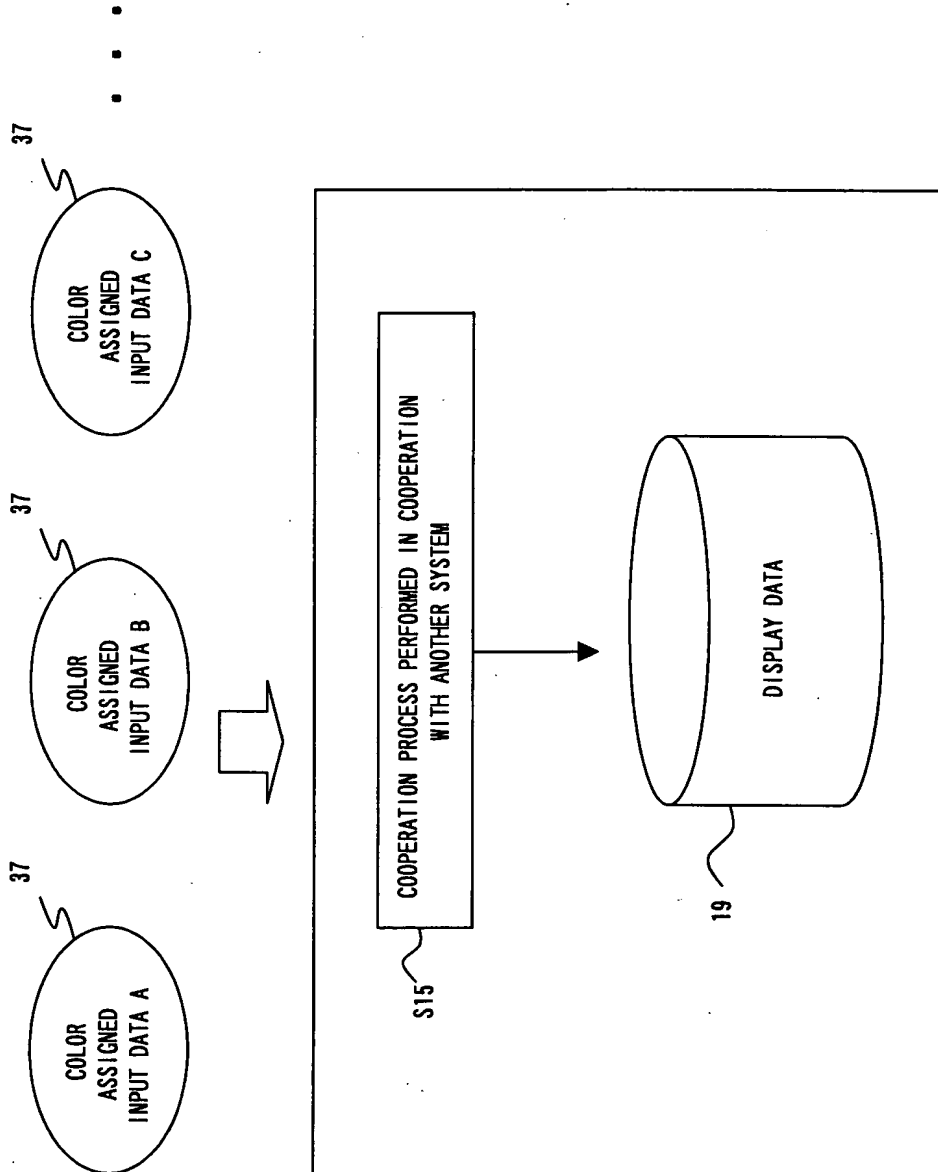 37
COLOR
ASSIGNED
INPUT DATA A
37
COLOR
ASSIGNED
INPUT DATA B
37
COLOR
ASSIGNED
INPUT DATA C
S15
COOPERATION PROCESS PERFORMED IN COOPERATION
WITH ANOTHER SYSTEM
19
DISPLAY DATA